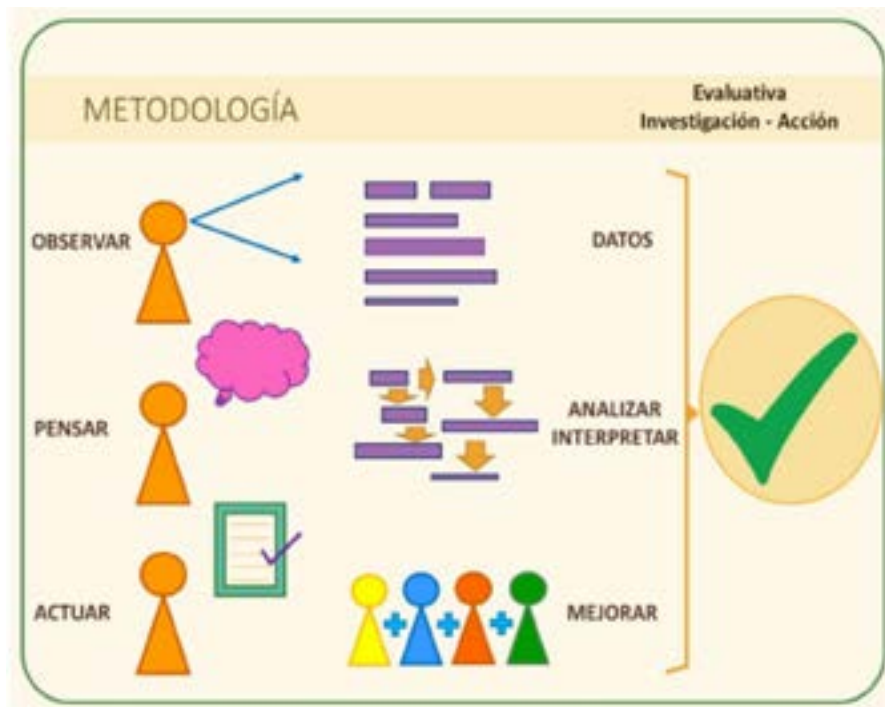 METODOLOGÍA
Evaluativa
Investigación - Acción
OBSERVAR
DATOS
PENSAR
ANALIZAR
INTERPRETAR
ACTUAR
MEJORAR